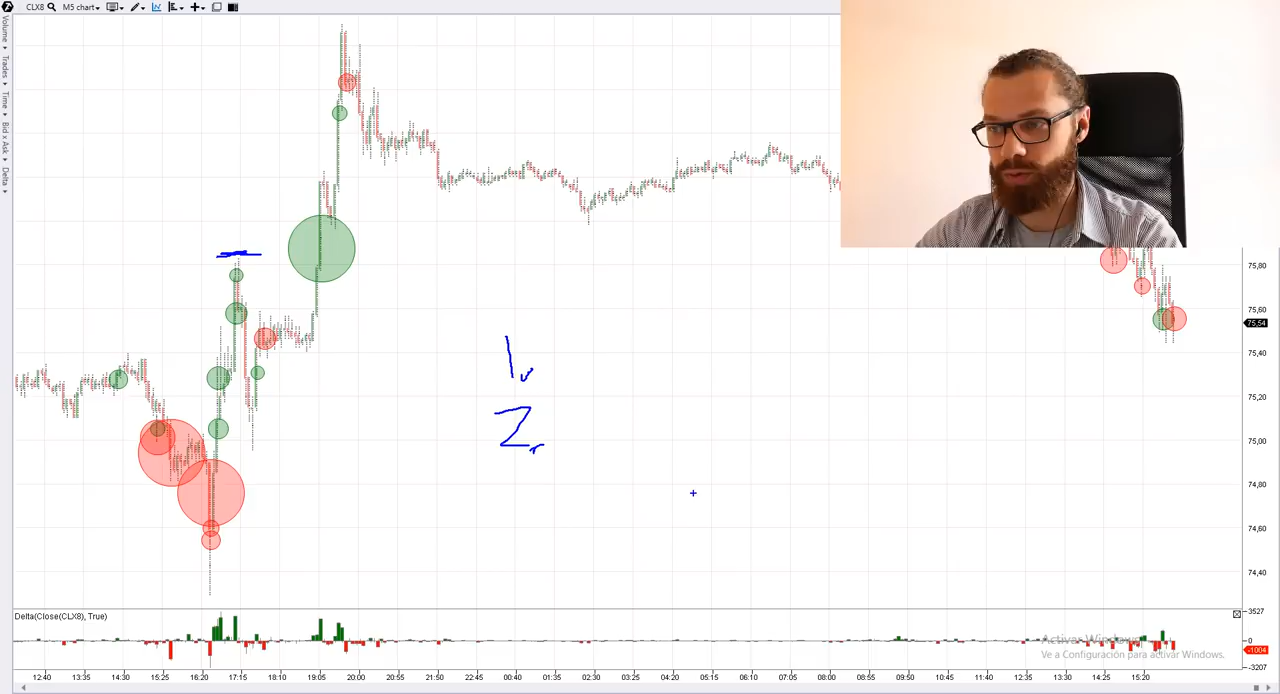 CLX8 M5 chart
Volume
Trades
Time
Bid x Ask
Delta
75,80
75,60
75,54
75,40
75,20
75,00
74,80
74,60
74,40
1
2
Delta(Close(CLX8), True)
3527
0
-1004
-3207
Activar Windows
Ve a Configuración para activar Windows.
12:40 13:35 14:30 15:25 16:20 17:15 18:10 19:05 20:00 20:55 21:50 22:45 00:40 01:35 02:30 03:25 04:20 05:15 06:10 07:05 08:00 08:55 09:50 10:45 11:40 12:35 13:30 14:25 15:20